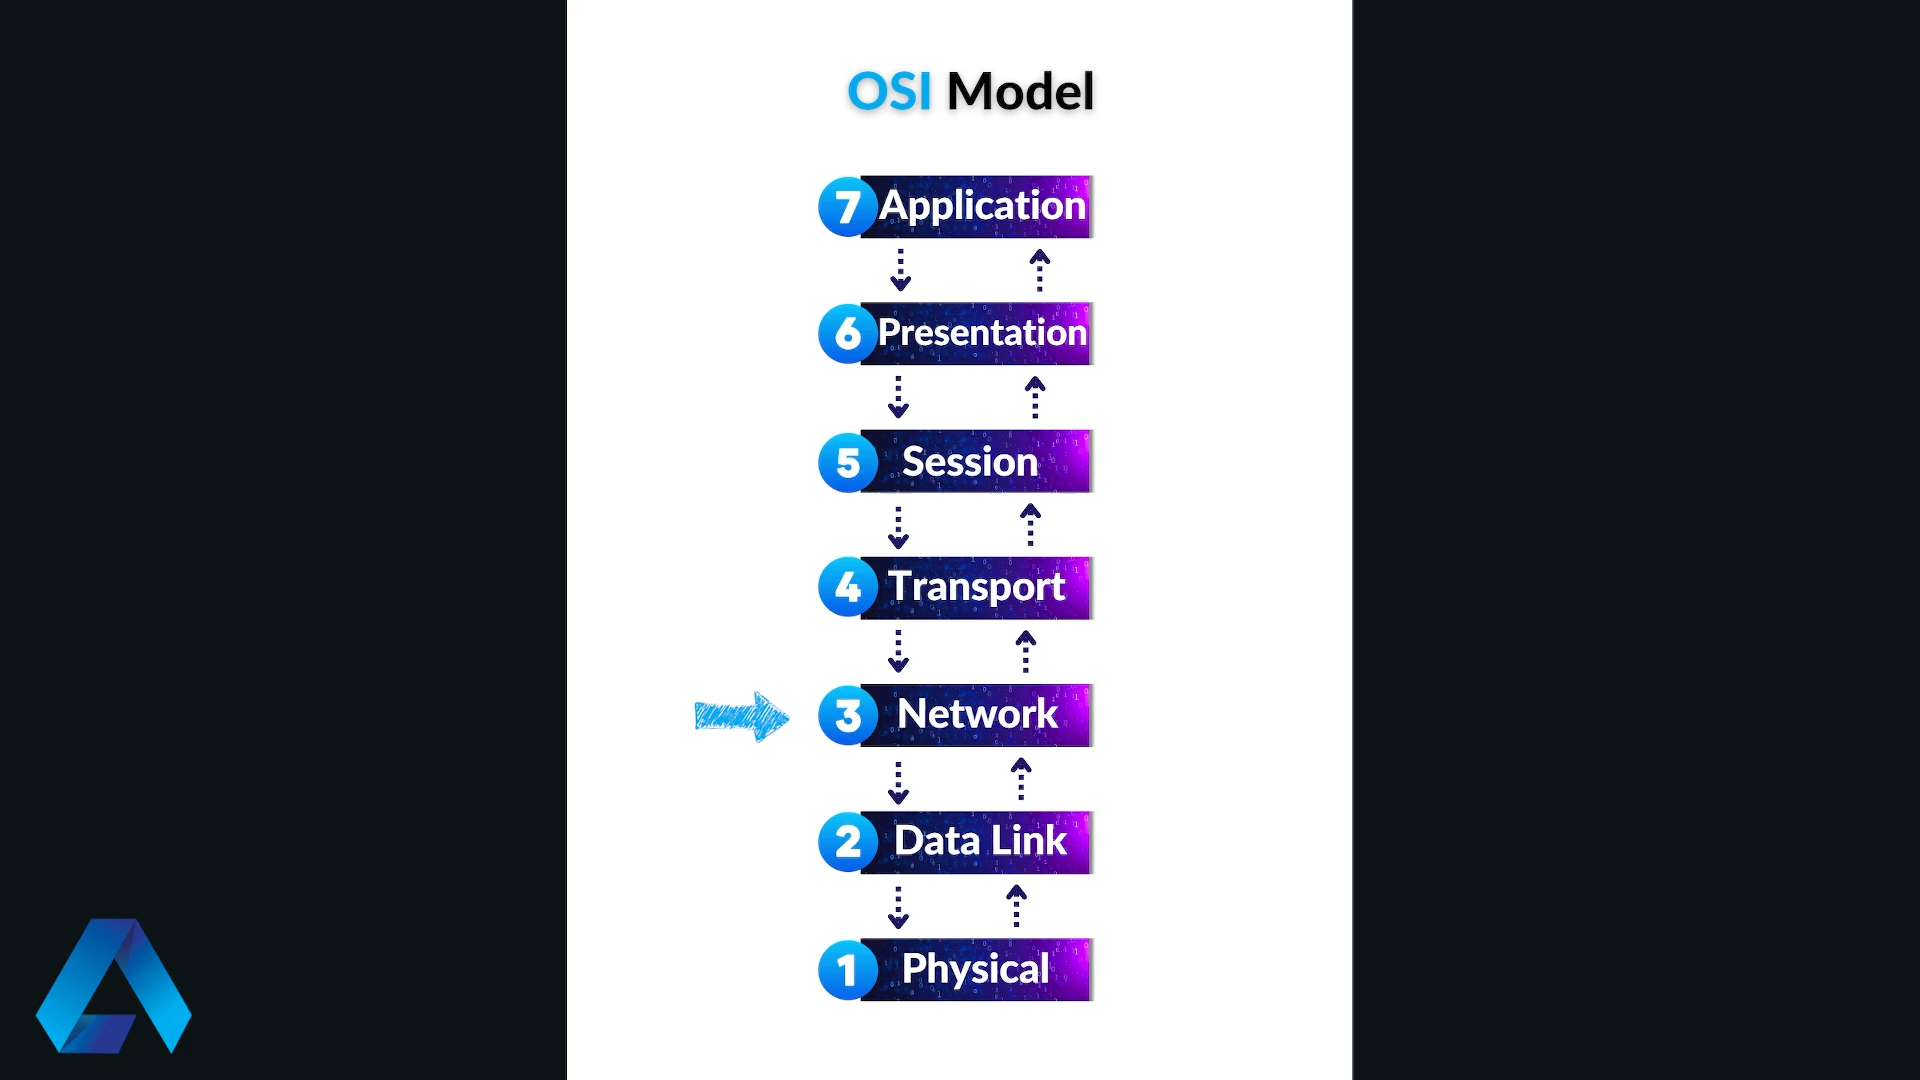 OSI Model
7 Application
6 Presentation
5 Session
4 Transport
3 Network
2 Data Link
1 Physical